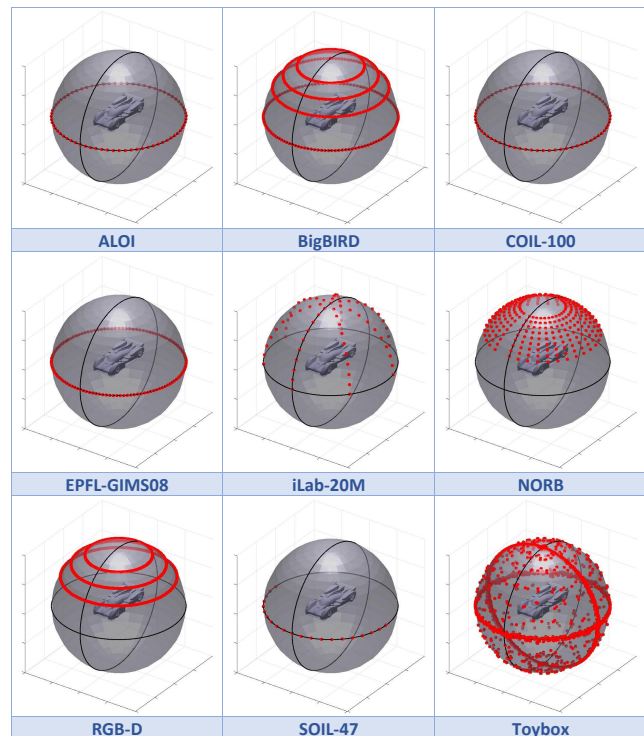 ALOI
BigBIRD
COIL-100
EPFL-GIMS08
iLab-20M
NORB
RGB-D
SOIL-47
Toybox